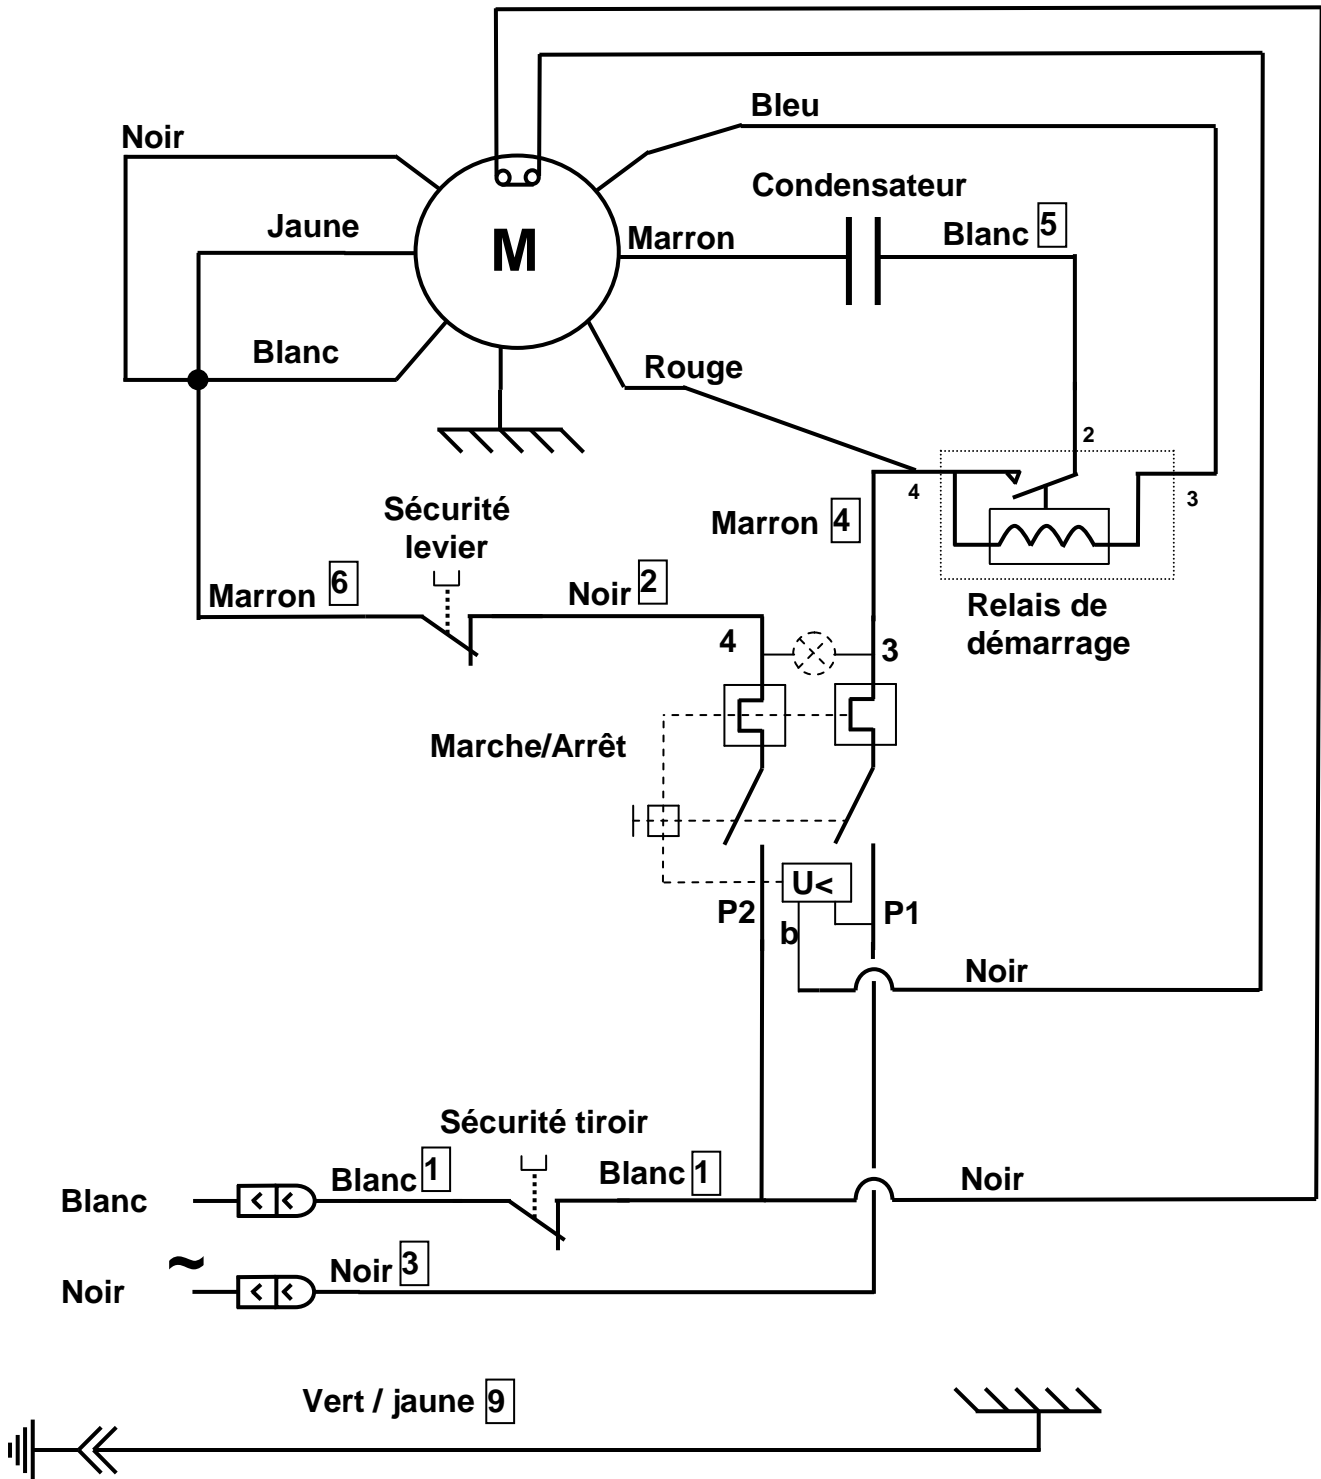 Bleu
Noir
Condensateur
Jaune
M
Marron
Blanc 5
Blanc
Rouge
2
4
3
Sécurité
levier
Marron 4
Marron 6
Noir 2
Relais de
démarrage
4
3
Marche/Arrêt
U<
P2
b
P1
Noir
Sécurité tiroir
Blanc 1
Blanc 1
Noir
Blanc
~
Noir 3
Noir
Vert / jaune 9